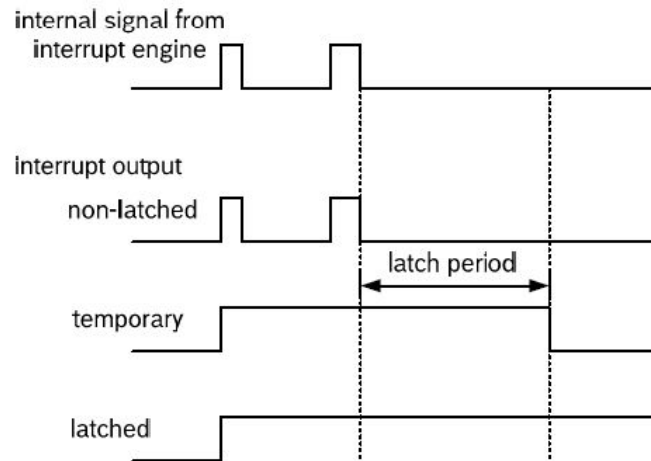 internal signal from
interrupt engine
interrupt output
non-latched
latch period
temporary
latched